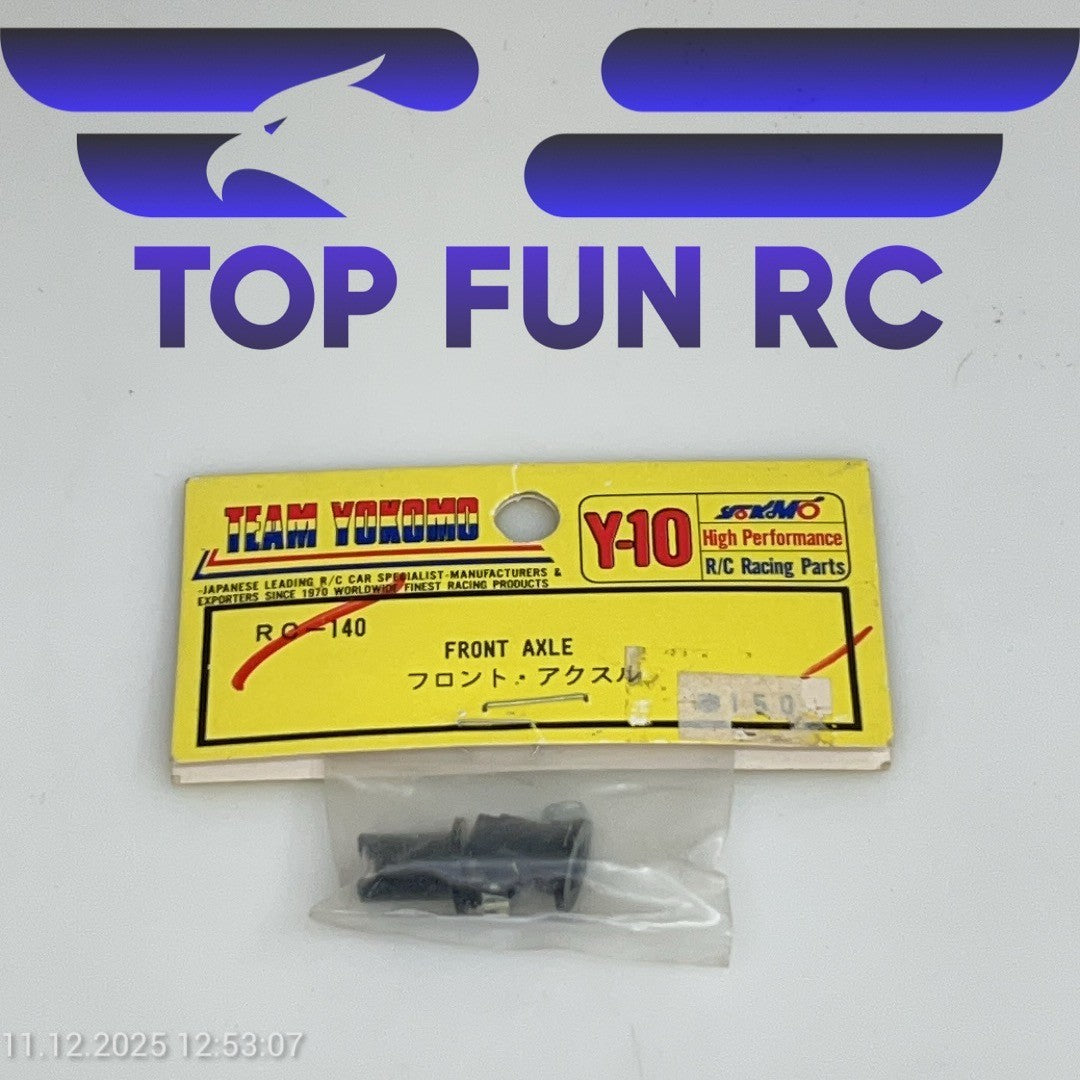 TOP FUN RC
TEAM YOKOMO
-JAPANESE LEADING R/C CAR SPECIALIST-MANUFACTURERS &
EXPORTERS SINCE 1970 WORLDWIDE FINEST RACING PRODUCTS
Y-10
YOKOMO
High Performance
R/C Racing Parts
RC-140
FRONT AXLE
フロント・アクスル
150
11.12.2025 12:53:07